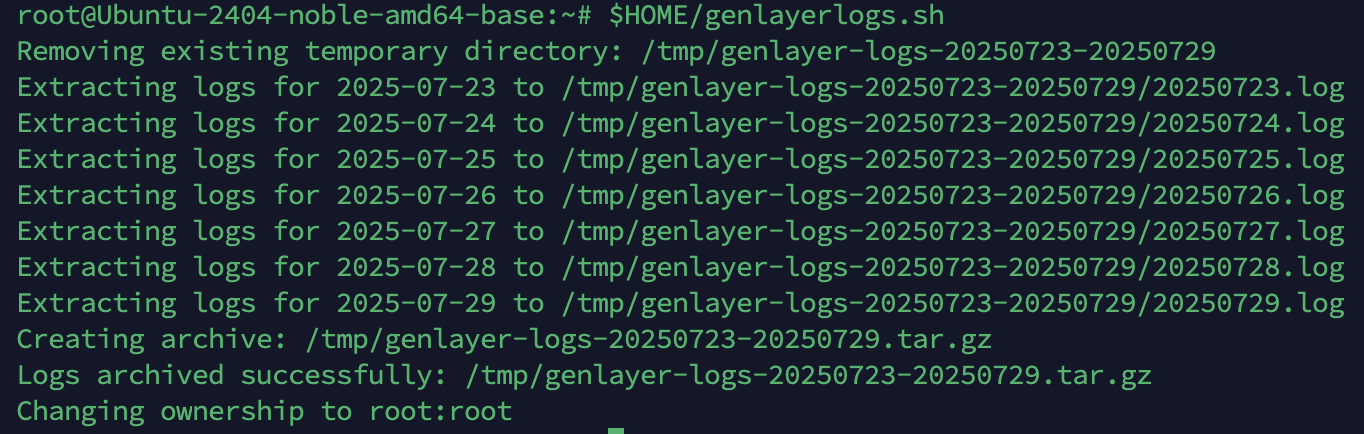 root@Ubuntu-2404-noble-amd64-base:~# $HOME/genlayerlogs.sh
Removing existing temporary directory: /tmp/genlayer-logs-20250723-20250729
Extracting logs for 2025-07-23 to /tmp/genlayer-logs-20250723-20250729/20250723.log
Extracting logs for 2025-07-24 to /tmp/genlayer-logs-20250723-20250729/20250724.log
Extracting logs for 2025-07-25 to /tmp/genlayer-logs-20250723-20250729/20250725.log
Extracting logs for 2025-07-26 to /tmp/genlayer-logs-20250723-20250729/20250726.log
Extracting logs for 2025-07-27 to /tmp/genlayer-logs-20250723-20250729/20250727.log
Extracting logs for 2025-07-28 to /tmp/genlayer-logs-20250723-20250729/20250728.log
Extracting logs for 2025-07-29 to /tmp/genlayer-logs-20250723-20250729/20250729.log
Creating archive: /tmp/genlayer-logs-20250723-20250729.tar.gz
Logs archived successfully: /tmp/genlayer-logs-20250723-20250729.tar.gz
Changing ownership to root:root